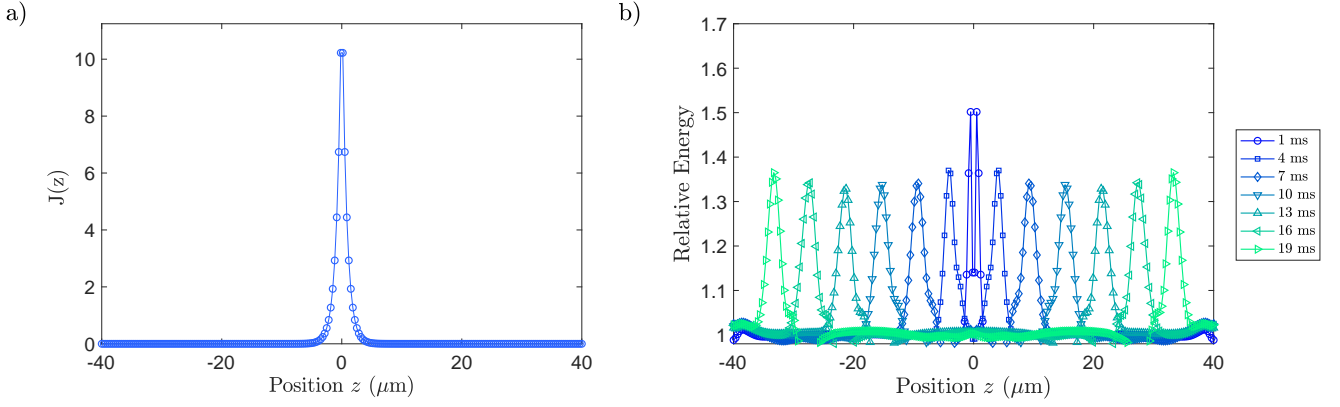 a)
J(z)
10
8
6
4
2
0
-40
-20
0
20
40
Position z (μm)
b)
Relative Energy
1.7
1.6
1.5
1.4
1.3
1.2
1.1
1
-40
-20
0
20
40
Position z (μm)
1 ms
4 ms
7 ms
10 ms
13 ms
16 ms
19 ms